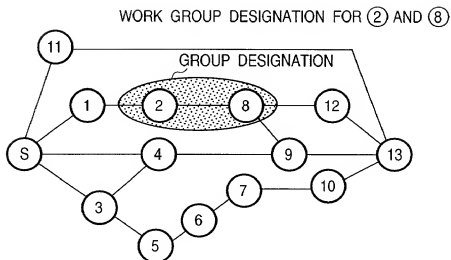 WORK GROUP DESIGNATION FOR ② AND ⑧
11
GROUP DESIGNATION
1 2 8 12
S 4 9 13
3 7 10
6
5